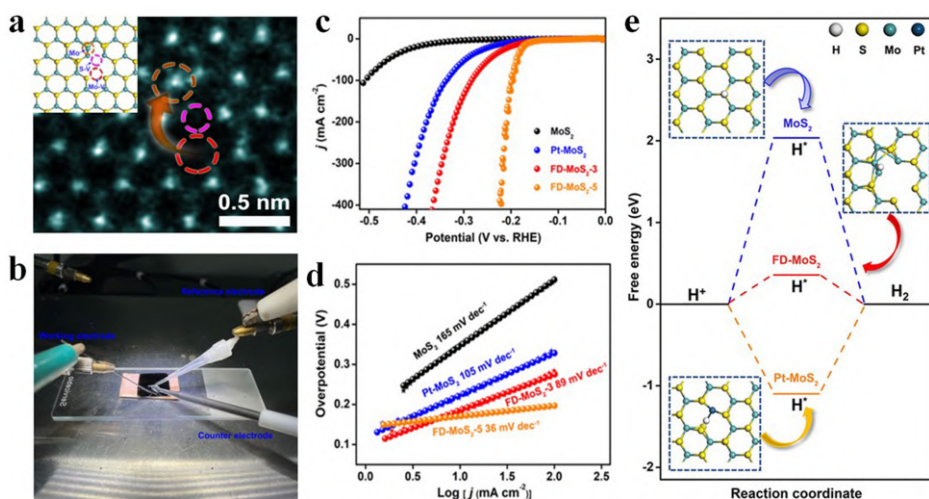 a
Mo
S-V
Mo-V
0.5 nm
b
Reference electrode
Working electrode
Counter electrode
c
j (mA cm⁻²)
0
-100
-200
-300
-400
MoS₂
Pt-MoS₂
FD-MoS₂-3
FD-MoS₂-5
-0.5 -0.4 -0.3 -0.2 -0.1 0.0
Potential (V vs. RHE)
d
Overpotential (V)
0.5
0.4
0.3
0.2
0.1
MoS₂ 165 mV dec⁻¹
Pt-MoS₂ 105 mV dec⁻¹
FD-MoS₂-3 89 mV dec⁻¹
FD-MoS₂-5 36 mV dec⁻¹
0.0 0.5 1.0 1.5 2.0 2.5
Log [j (mA cm⁻²)]
e
H S Mo Pt
Free energy (eV)
3
2
1
0
-1
-2
MoS₂
H*
FD-MoS₂
H*
H⁺
H₂
Pt-MoS₂
H*
Reaction coordinate